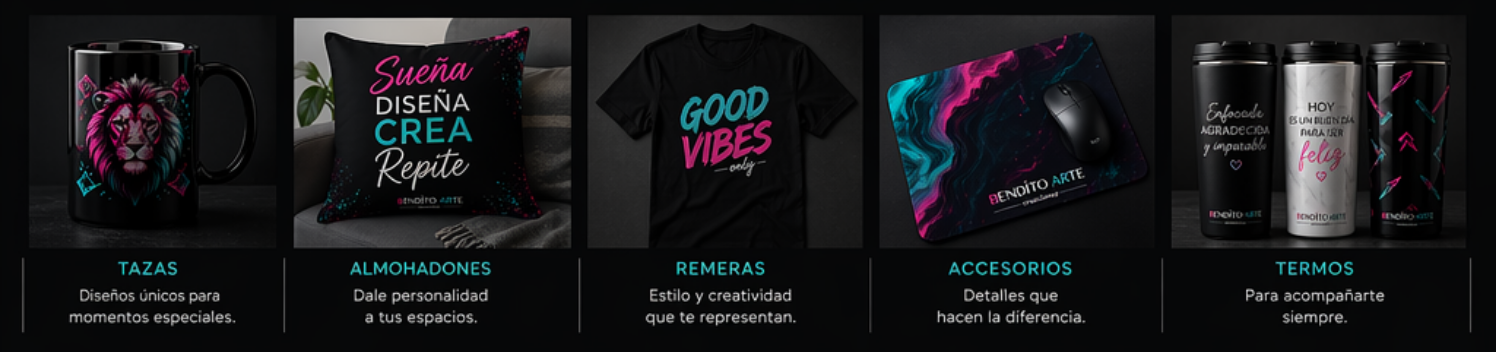 Sueña
DISEÑA
CREA
Repite
BENDITO ARTE
GOOD
VIBES
only
BENDITO ARTE
Enfocada
AGRADECIDA
y imparable
BENDITO ARTE
HOY
ES UN BUEN DÍA
PARA SER
feliz
BENDITO ARTE
BENDITO ARTE
TAZAS
Diseños únicos para
momentos especiales.
ALMOHADONES
Dale personalidad
a tus espacios.
REMERAS
Estilo y creatividad
que te representan.
ACCESORIOS
Detalles que
hacen la diferencia.
TERMOS
Para acompañarte
siempre.